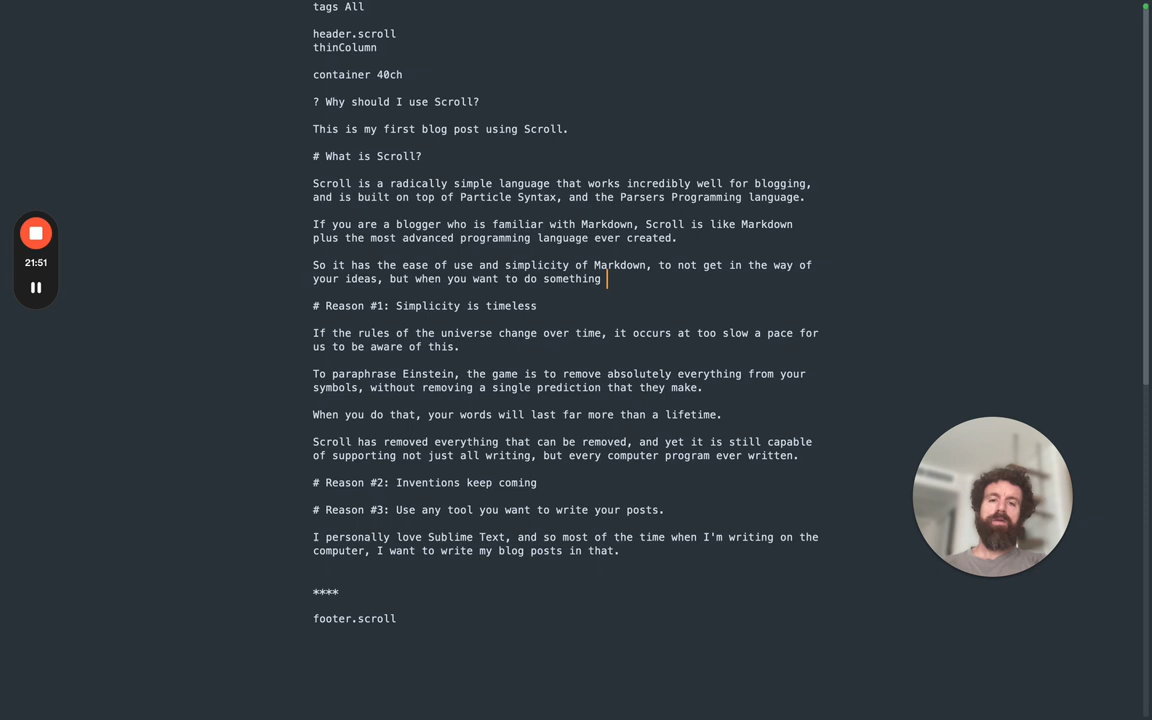 tags All
header.scroll
thinColumn
container 40ch
? Why should I use Scroll?
This is my first blog post using Scroll.
# What is Scroll?
Scroll is a radically simple language that works incredibly well for blogging,
and is built on top of Particle Syntax, and the Parsers Programming language.
If you are a blogger who is familiar with Markdown, Scroll is like Markdown
plus the most advanced programming language ever created.
So it has the ease of use and simplicity of Markdown, to not get in the way of
your ideas, but when you want to do something
21:51
# Reason #1: Simplicity is timeless
If the rules of the universe change over time, it occurs at too slow a pace for
us to be aware of this.
To paraphrase Einstein, the game is to remove absolutely everything from your
symbols, without removing a single prediction that they make.
When you do that, your words will last far more than a lifetime.
Scroll has removed everything that can be removed, and yet it is still capable
of supporting not just all writing, but every computer program ever written.
# Reason #2: Inventions keep coming
# Reason #3: Use any tool you want to write your posts.
I personally love Sublime Text, and so most of the time when I'm writing on the
computer, I want to write my blog posts in that.
****
footer.scroll